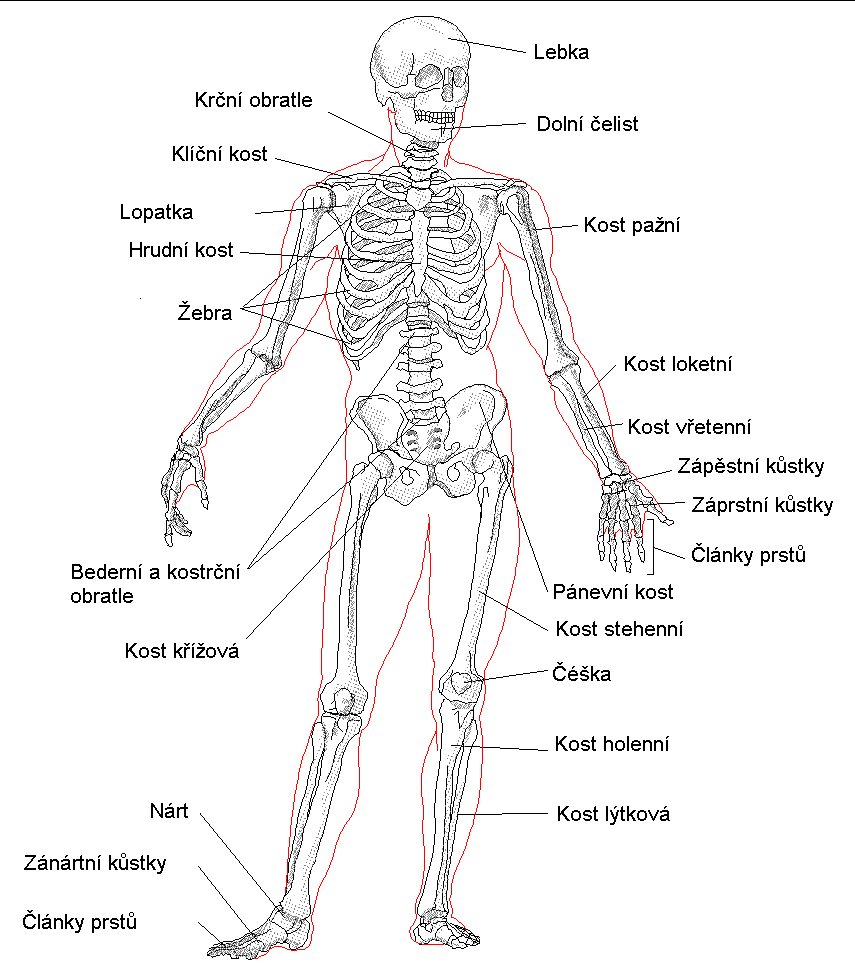 Lebka
Krční obratle
Dolní čelist
Klíční kost
Lopatka
Kost pažní
Hrudní kost
Žebra
Kost loketní
Kost vřetenní
Zápěstní kůstky
Záprstní kůstky
Články prstů
Bederní a kostrční
obratle
Pánevní kost
Kost stehenní
Kost křížová
Čéška
Kost holenní
Nárt
Kost lýtková
Zánártní kůstky
Články prstů